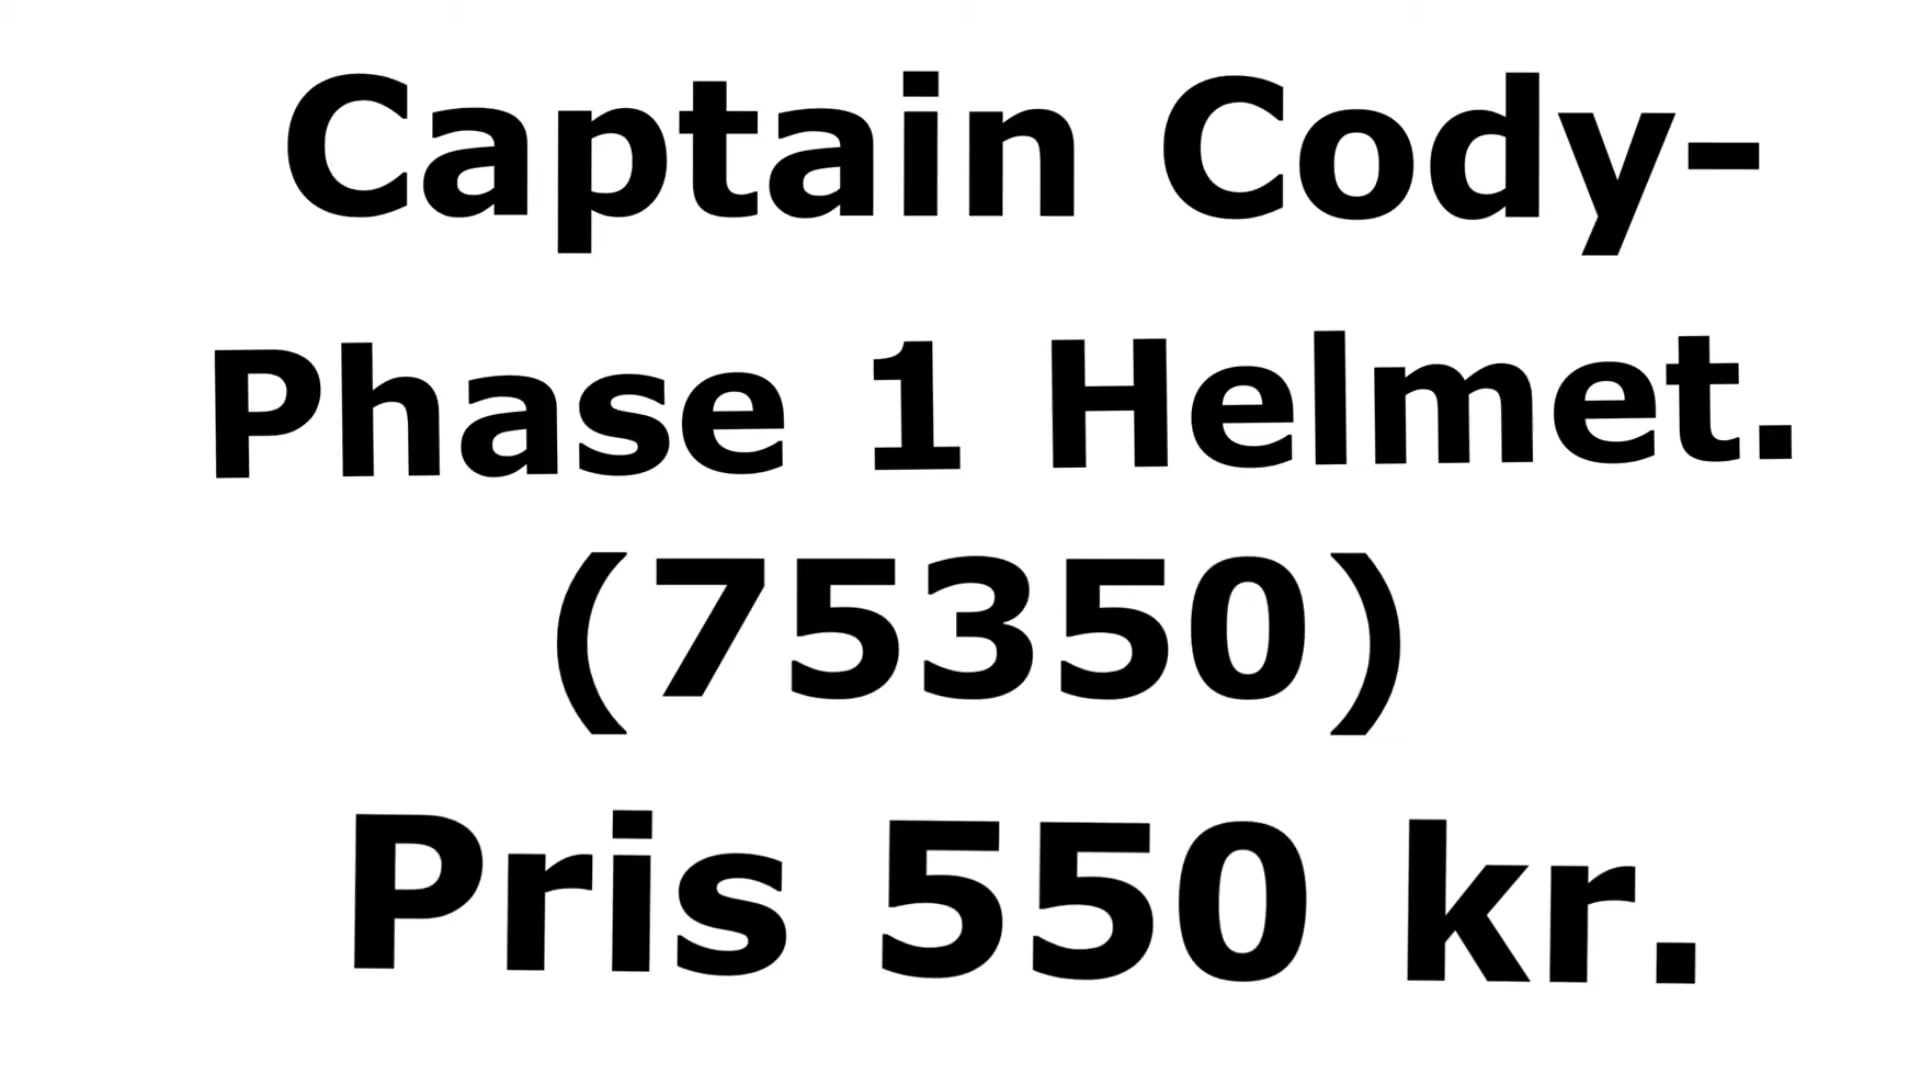 Captain Cody-
Phase 1 Helmet.
(75350)
Pris 550 kr.